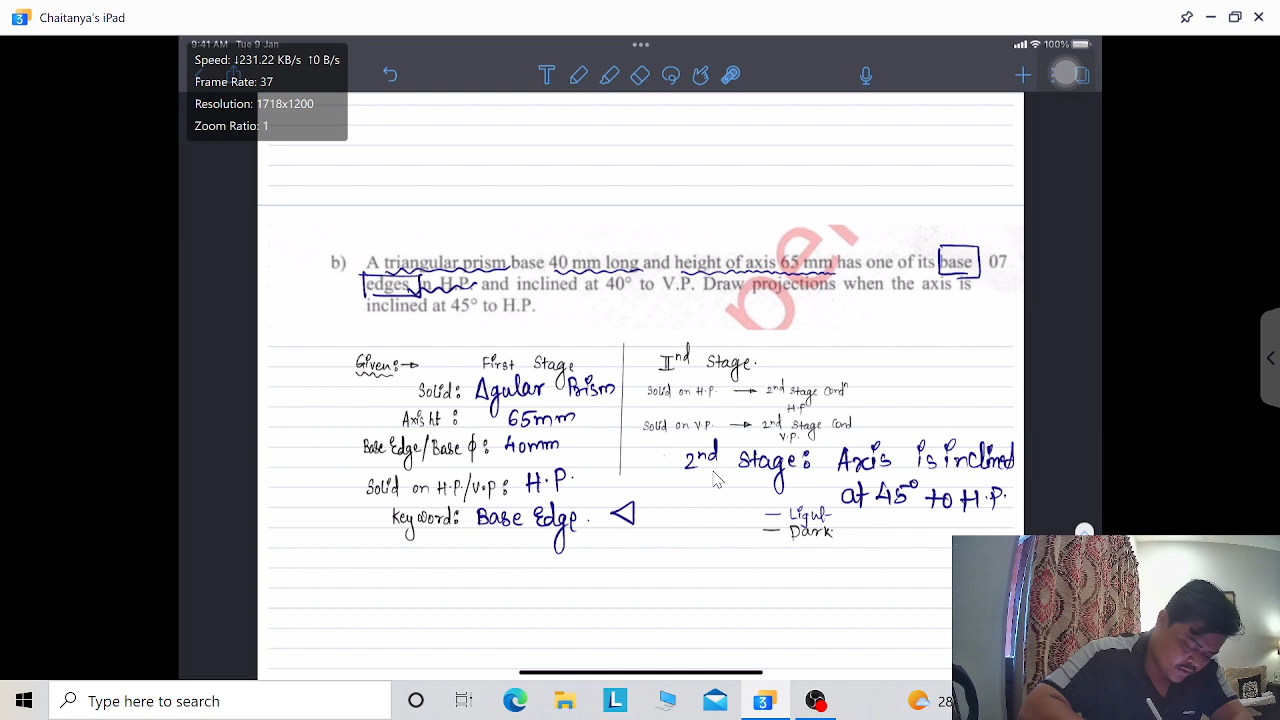 Chaitanya's iPad
9:41 AM Tue 9 Jan
100%
Speed: ↓231.22 KB/s 10 B/s
Frame Rate: 37
Resolution: 1718x1200
Zoom Ratio: 1
b) A triangular prism base 40 mm long and height of axis 65 mm has one of its base 07
edges in H.P. and inclined at 40° to V.P. Draw projections when the axis is
inclined at 45° to H.P.
Given:→ First Stage
Solid: Δgular Prism
Axis ht : 65mm
Base Edge/Base ϕ: 40mm
Solid on H.P/V.P: H.P.
Keyword: Base Edge.
IInd Stage.
Solid on H.P. → 2nd Stage Condn
H.P
Solid on V.P. → 2nd Stage Cond
V.P.
2nd Stage: Axis is inclined
at 45° to H.P.
— Dark
Type here to search
28